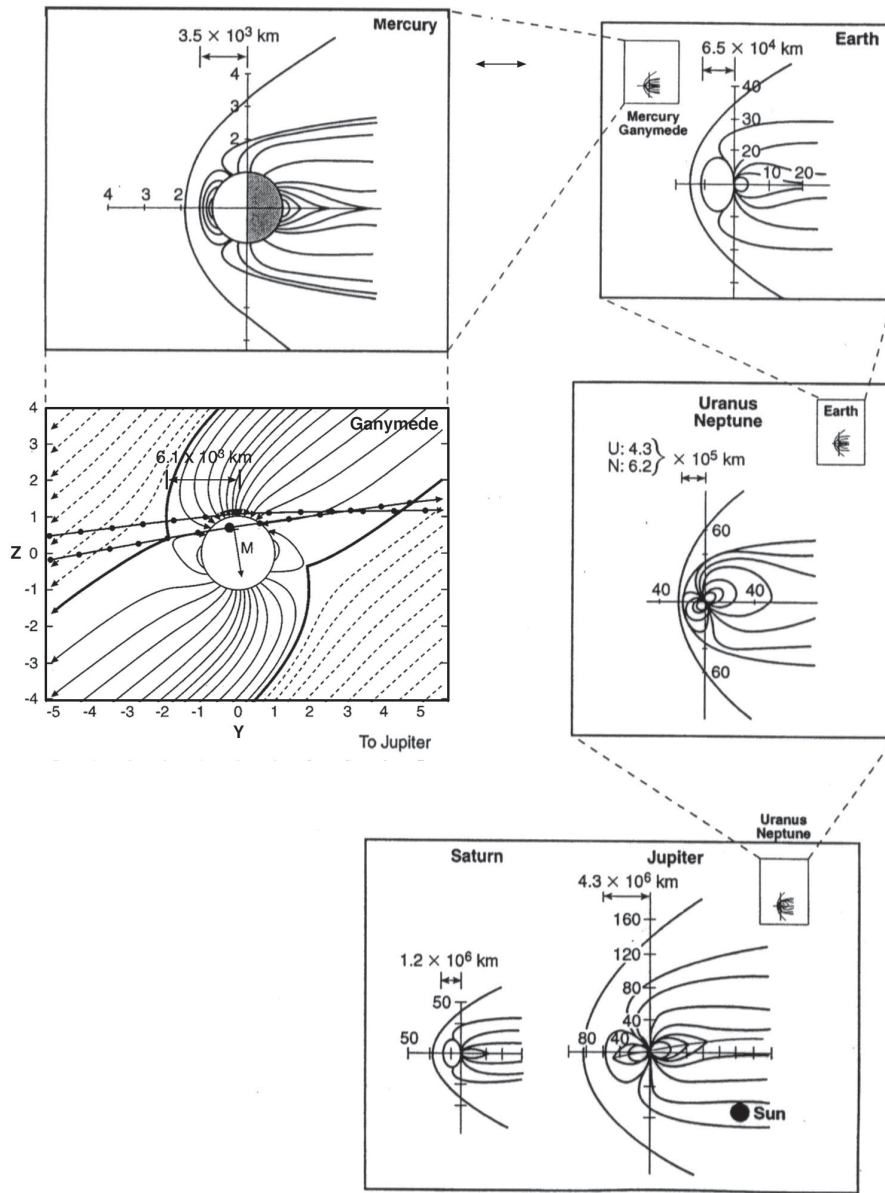 Mercury
3.5 × 10³ km
4
3
2
4 3 2
Earth
6.5 × 10⁴ km
Mercury
Ganymede
40
30
20
10 20
Ganymede
6.1 x 10³ km
M
Z
4
3
2
1
0
-1
-2
-3
-4
-5 -4 -3 -2 -1 0 1 2 3 4 5
Y
To Jupiter
Uranus
Neptune
U: 4.3
N: 6.2 } × 10⁵ km
Earth
60
40 40
60
Uranus
Neptune
Saturn
1.2 × 10⁶ km
50
50
Jupiter
4.3 × 10⁶ km
160
120
80
40
80 40
Sun